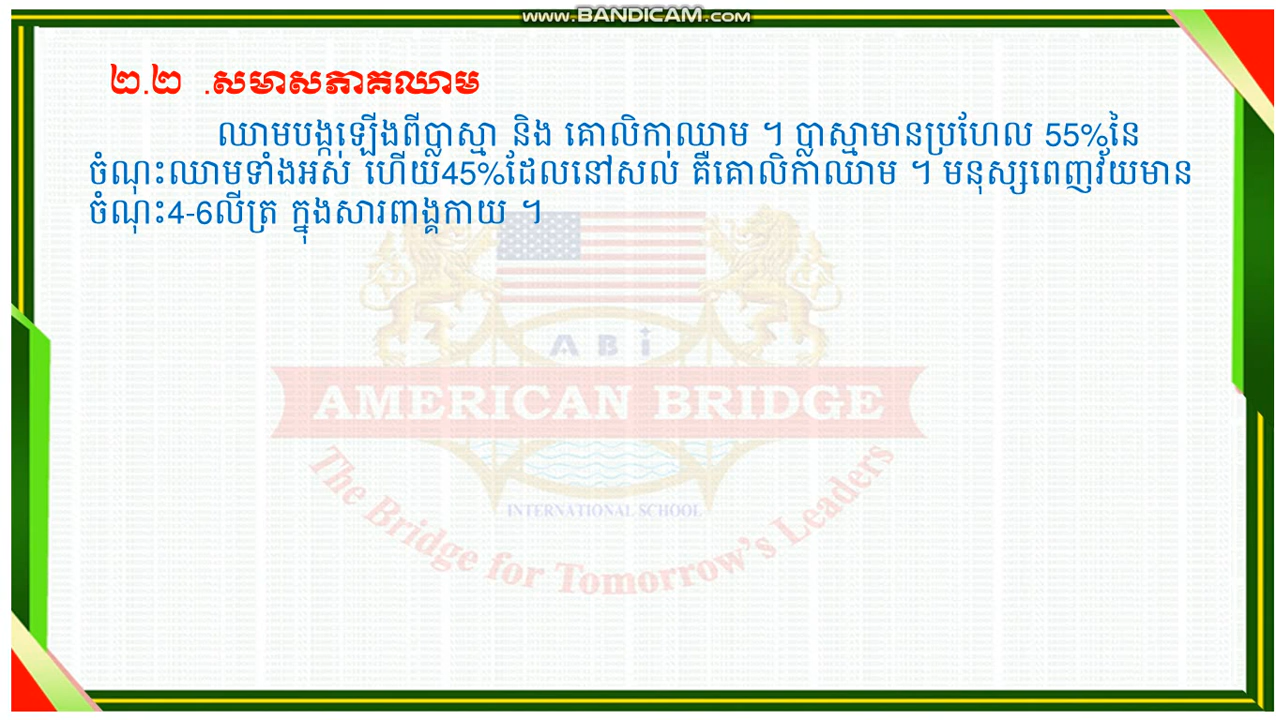 www.BANDICAM.com
២.២ .សមាសភាគឈាម
ឈាមបង្កឡើងពីប្លាស្មា និង គោលិកាឈាម ។ ប្លាស្មាមានប្រហែល 55%នៃ
ចំណុះឈាមទាំងអស់ ហើយ45%ដែលនៅសល់ គឺគោលិកាឈាម ។ មនុស្សពេញវ័យមាន
ចំណុះ4-6លីត្រ ក្នុងសារពាង្គកាយ ។
A B i
AMERICAN BRIDGE
INTERNATIONAL SCHOOL
The Bridge for Tomorrow's Leaders